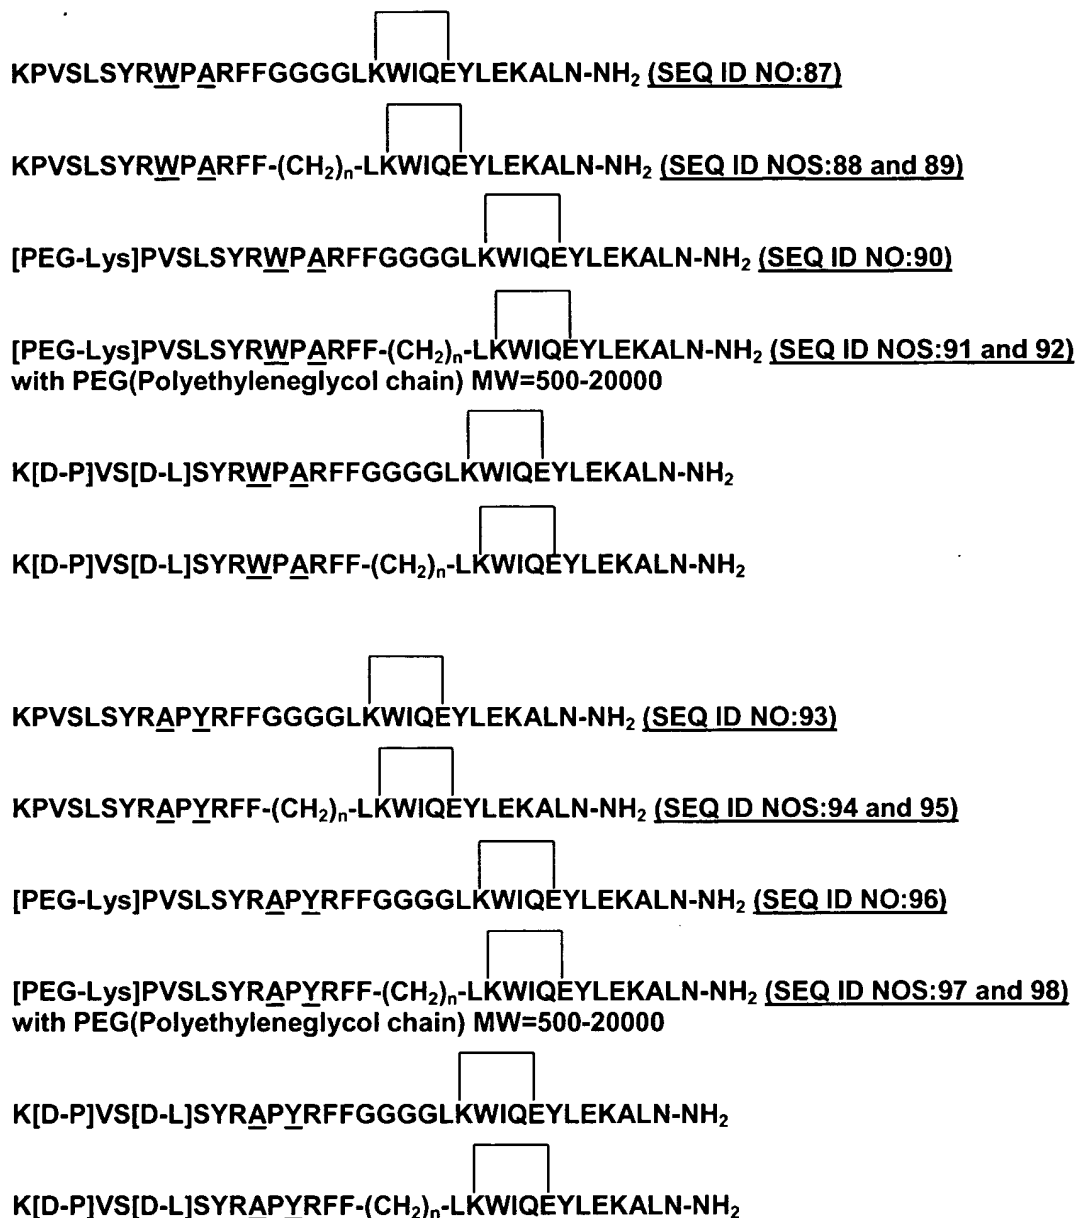 KPVSLSYRWPARFFGGGGLKWIQEYLEKALN-NH₂ (SEQ ID NO:87)
KPVSLSYRWPARFF-(CH₂)ₙ-LKWIQEYLEKALN-NH₂ (SEQ ID NOS:88 and 89)
[PEG-Lys]PVSLSYRWPARFFGGGGLKWIQEYLEKALN-NH₂ (SEQ ID NO:90)
[PEG-Lys]PVSLSYRWPARFF-(CH₂)ₙ-LKWIQEYLEKALN-NH₂ (SEQ ID NOS:91 and 92)
with PEG(Polyethyleneglycol chain) MW=500-20000
K[D-P]VS[D-L]SYRWPARFFGGGGLKWIQEYLEKALN-NH₂
K[D-P]VS[D-L]SYRWPARFF-(CH₂)ₙ-LKWIQEYLEKALN-NH₂
KPVSLSYRAPYRFFGGGGLKWIQEYLEKALN-NH₂ (SEQ ID NO:93)
KPVSLSYRAPYRFF-(CH₂)ₙ-LKWIQEYLEKALN-NH₂ (SEQ ID NOS:94 and 95)
[PEG-Lys]PVSLSYRAPYRFFGGGGLKWIQEYLEKALN-NH₂ (SEQ ID NO:96)
[PEG-Lys]PVSLSYRAPYRFF-(CH₂)ₙ-LKWIQEYLEKALN-NH₂ (SEQ ID NOS:97 and 98)
with PEG(Polyethyleneglycol chain) MW=500-20000
K[D-P]VS[D-L]SYRAPYRFFGGGGLKWIQEYLEKALN-NH₂
K[D-P]VS[D-L]SYRAPYRFF-(CH₂)ₙ-LKWIQEYLEKALN-NH₂